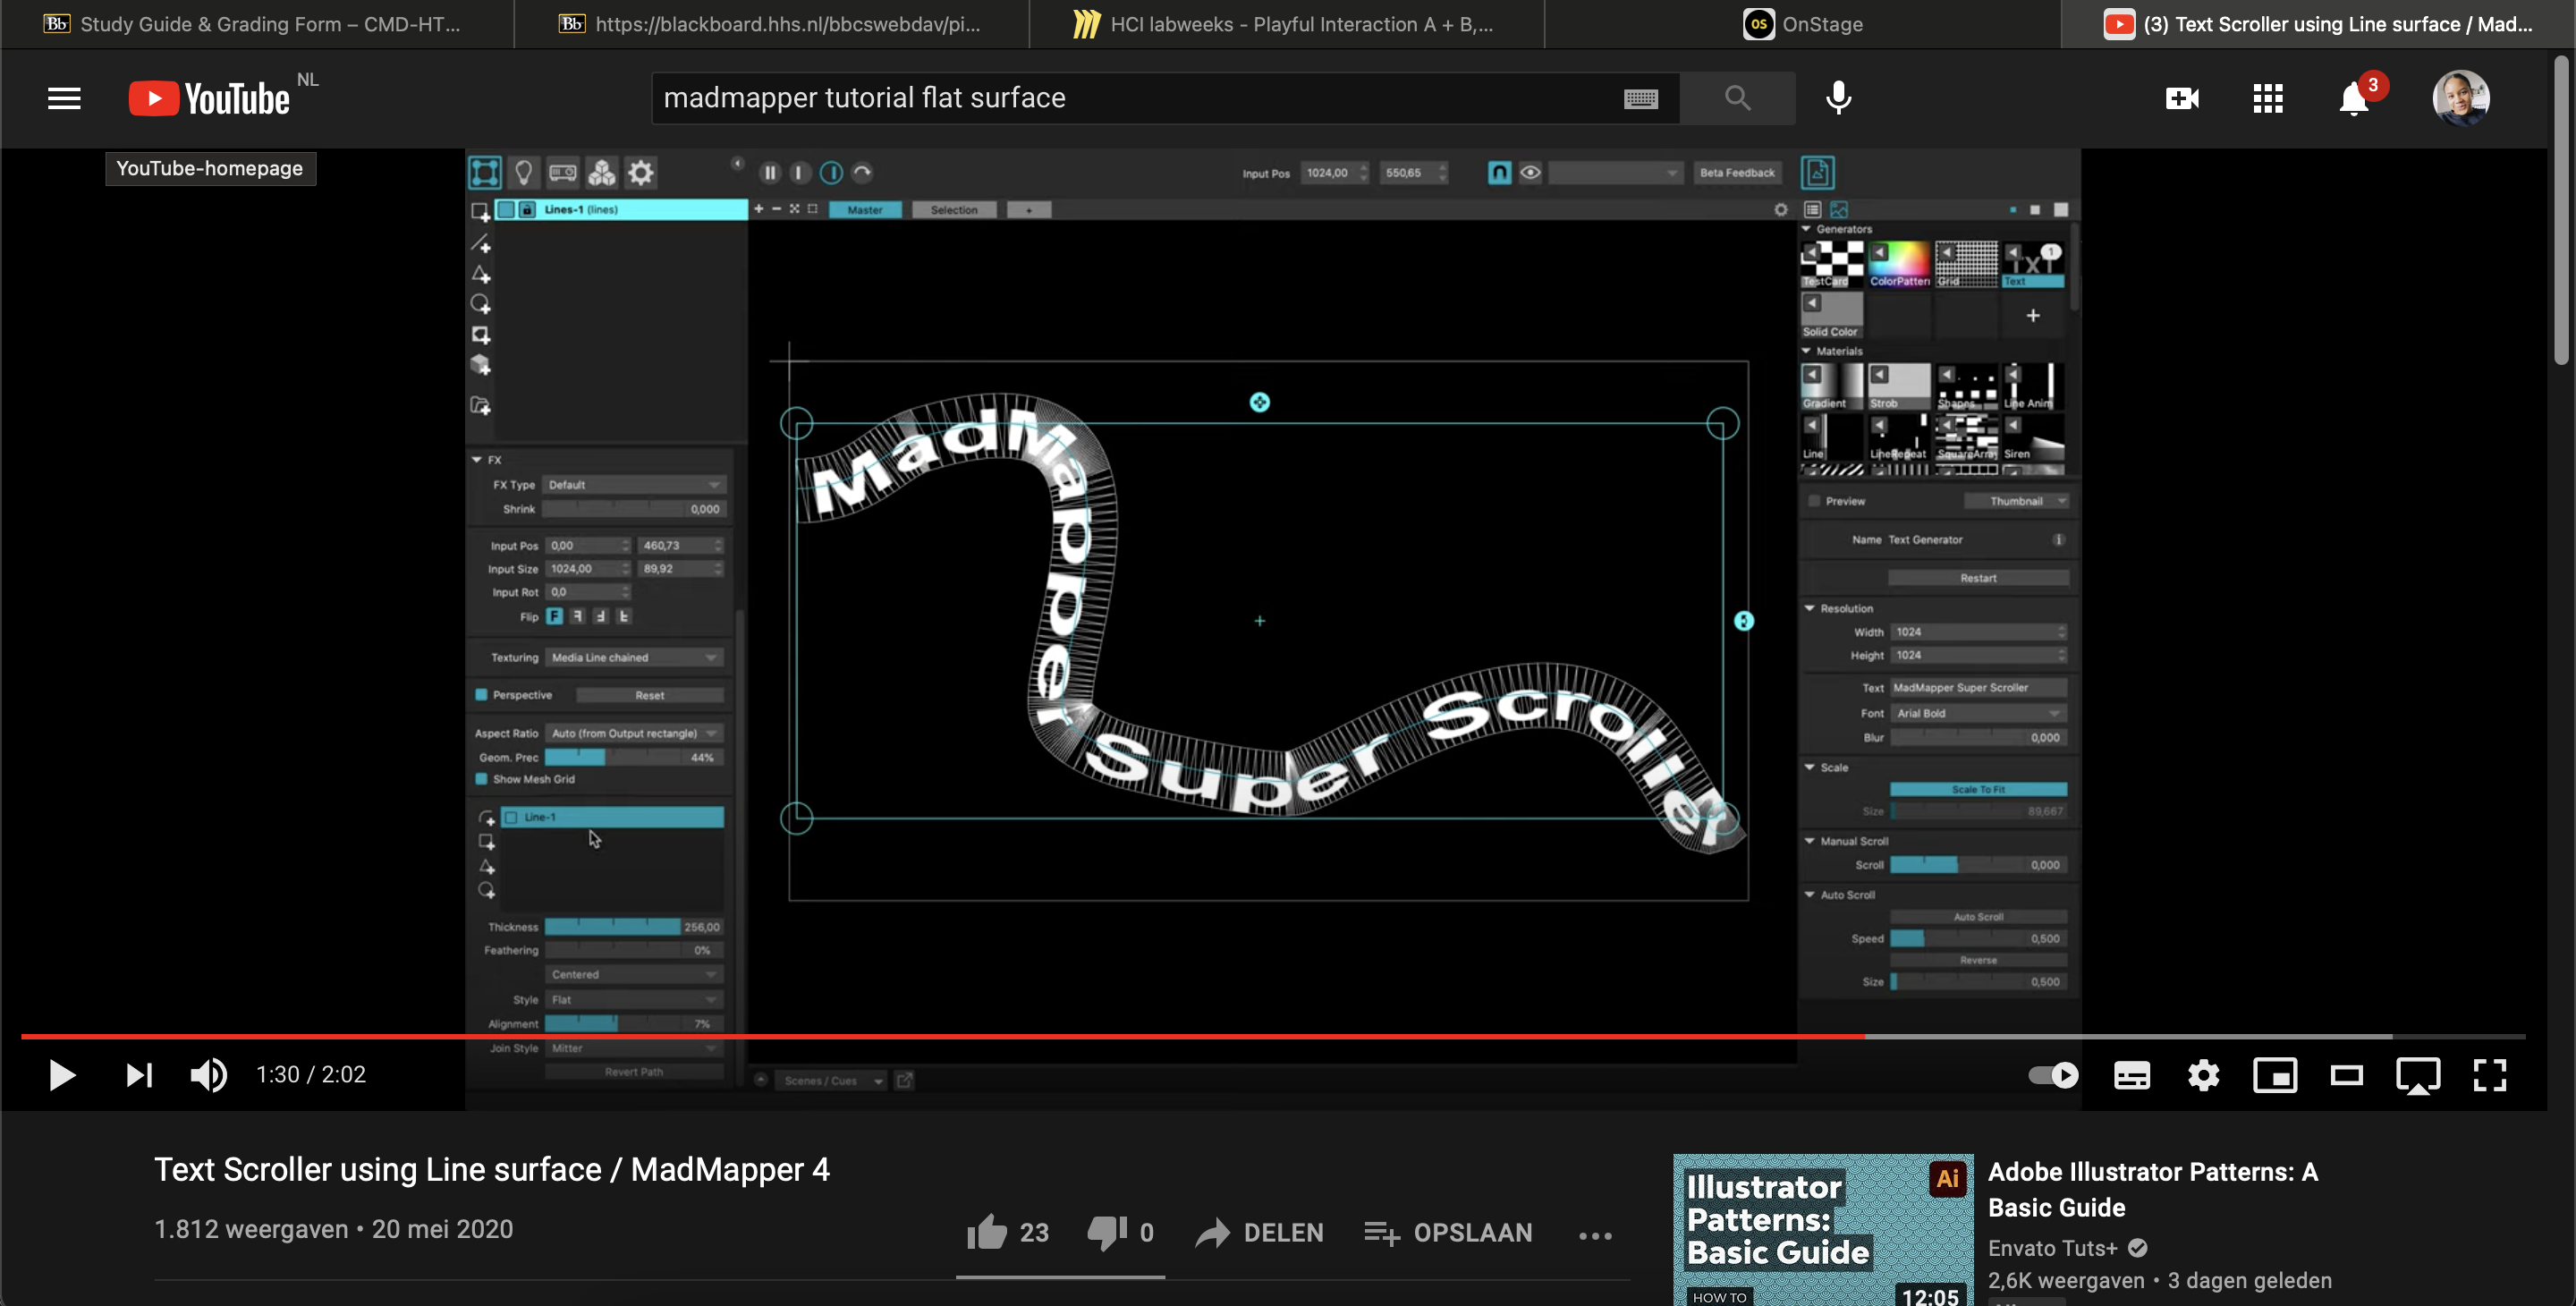 Study Guide & Grading Form – CMD-HT...
https://blackboard.hhs.nl/bbcswebdav/pi...
HCI labweeks - Playful Interaction A + B,...
OnStage
(3) Text Scroller using Line surface / Mad...
YouTube NL
madmapper tutorial flat surface
3
YouTube-homepage
Input Pos 1024,00 550,65
Beta Feedback
Lines-1 (lines)
Master
Selection
+
Generators
TestCard
ColorPattern
Grid
1
TXT
Text
Solid Color
+
Materials
Gradient
Strob
Shapes
Line Anim
Line
LineRepeat
SquareArray
Siren
FX
FX Type Default
Shrink 0,000
Input Pos 0,00 460,73
Input Size 1024,00 89,92
Input Rot 0,0
Flip
Texturing Media Line chained
Perspective Reset
Aspect Ratio Auto (from Output rectangle)
Geom. Prec 44%
Show Mesh Grid
Line-1
Thickness 256,00
Feathering 0%
Centered
Style Flat
Alignment 7%
Join Style Mitter
Revert Path
MadMapper Super Scroller
Scenes / Cues
Preview Thumbnail
Name Text Generator
Restart
Resolution
Width 1024
Height 1024
Text MadMapper Super Scroller
Font Arial Bold
Blur 0,000
Scale
Scale To Fit
Size 89,667
Manual Scroll
Scroll 0,000
Auto Scroll
Auto Scroll
Speed 0,500
Reverse
Size 0,500
1:30 / 2:02
Text Scroller using Line surface / MadMapper 4
1.812 weergaven • 20 mei 2020
23
0
DELEN
OPSLAAN
Illustrator
Patterns:
Basic Guide
Ai
HOW TO
12:05
Adobe Illustrator Patterns: A
Basic Guide
Envato Tuts+
2,6K weergaven • 3 dagen geleden